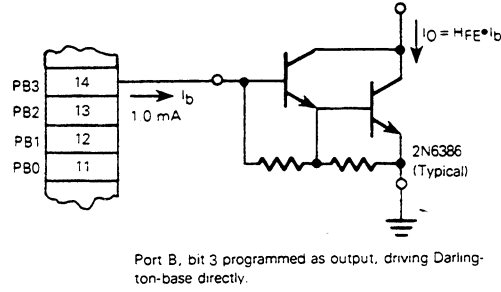 PB3 14
PB2 13
PB1 12
PB0 11
Ib
1.0 mA
IO = HFE•Ib
2N6386
(Typical)
Port B, bit 3 programmed as output, driving Darling-
ton-base directly.